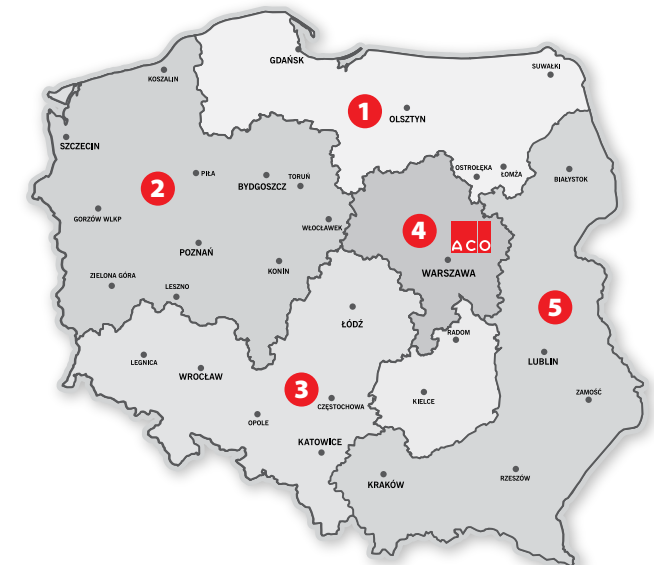 GDAŃSK
KOSZALIN
SUWAŁKI
1
OLSZTYN
SZCZECIN
OSTROŁĘKA
ŁOMŻA
PIŁA
BYDGOSZCZ
TORUŃ
BIAŁYSTOK
2
GORZÓW WLKP
WŁOCŁAWEK
4
ACO
POZNAŃ
KONIN
WARSZAWA
ZIELONA GÓRA
LESZNO
5
ŁÓDŹ
RADOM
LEGNICA
WROCŁAW
LUBLIN
3
CZĘSTOCHOWA
KIELCE
ZAMOŚĆ
OPOLE
KATOWICE
KRAKÓW
RZESZÓW